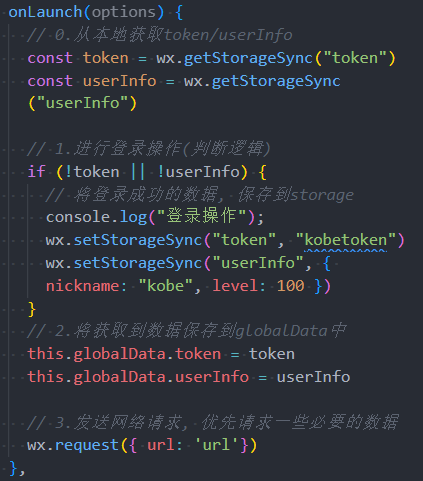 onLaunch(options) {
// 0.从本地获取token/userInfo
const token = wx.getStorageSync("token")
const userInfo = wx.getStorageSync
("userInfo")
// 1.进行登录操作(判断逻辑)
if (!token || !userInfo) {
// 将登录成功的数据, 保存到storage
console.log("登录操作");
wx.setStorageSync("token", "kobetoken")
wx.setStorageSync("userInfo", {
nickname: "kobe", level: 100 })
}
// 2.将获取到数据保存到globalData中
this.globalData.token = token
this.globalData.userInfo = userInfo
// 3.发送网络请求, 优先请求一些必要的数据
wx.request({ url: 'url'})
},